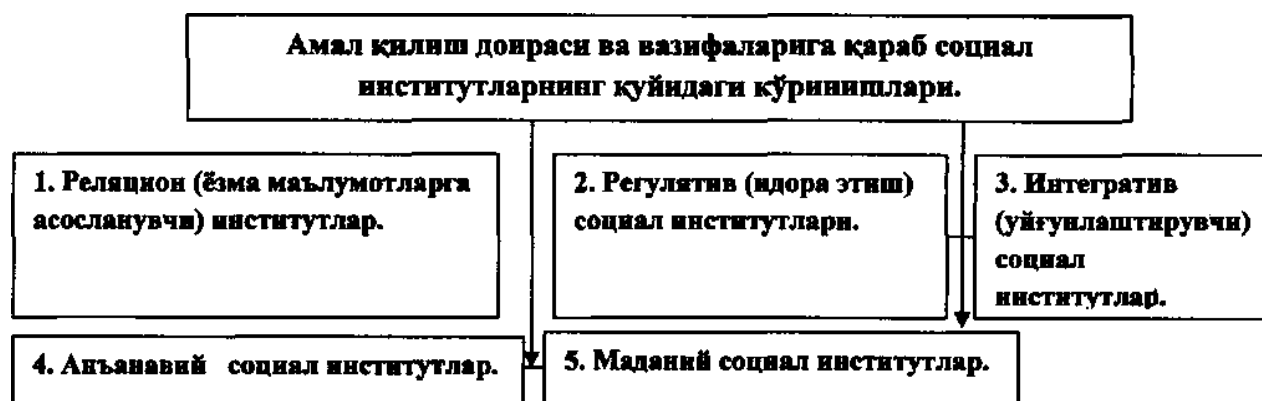 Амал қилиш доираси ва вазифаларига қараб социал
институтларнинг қуйидаги кўринишлари.
1. Реляцион (ёзма маълумотларга
асосланувчи) институтлар.
2. Регулятив (идора этиш)
социал институтлари.
3. Интегратив
(уйғунлаштирувчи)
социал
институтлар.
4. Анъанавий социал институтлар.
5. Маданий социал институтлар.